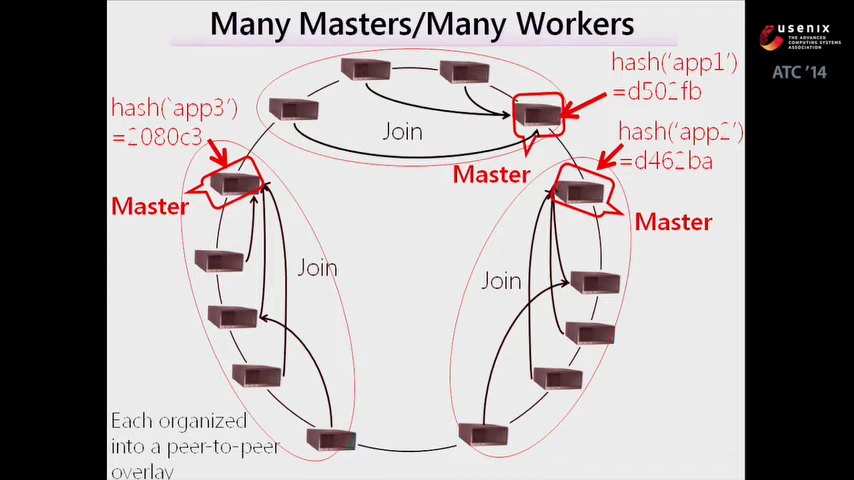 Many Masters/Many Workers
usenix
THE ADVANCED
COMPUTING SYSTEMS
ASSOCIATION
ATC '14
hash('app1')
=d502fb
hash(`app3')
=2080c3
Join
hash('app2')
=d462ba
Master
Master
Master
Join
Join
Each organized
into a peer-to-peer
overlay